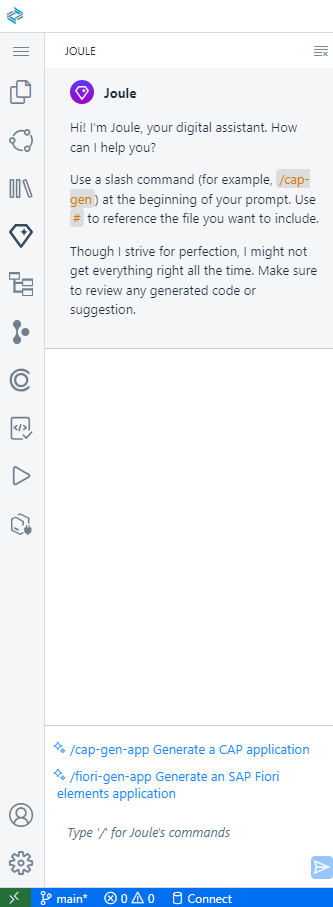 JOULE
Joule
Hi! I'm Joule, your digital assistant. How
can I help you?
Use a slash command (for example, /cap-
gen) at the beginning of your prompt. Use
# to reference the file you want to include.
Though I strive for perfection, I might not
get everything right all the time. Make sure
to review any generated code or
suggestion.
/cap-gen-app Generate a CAP application
/fiori-gen-app Generate an SAP Fiori
elements application
Type '/' for Joule's commands
main* 0 0 Connect